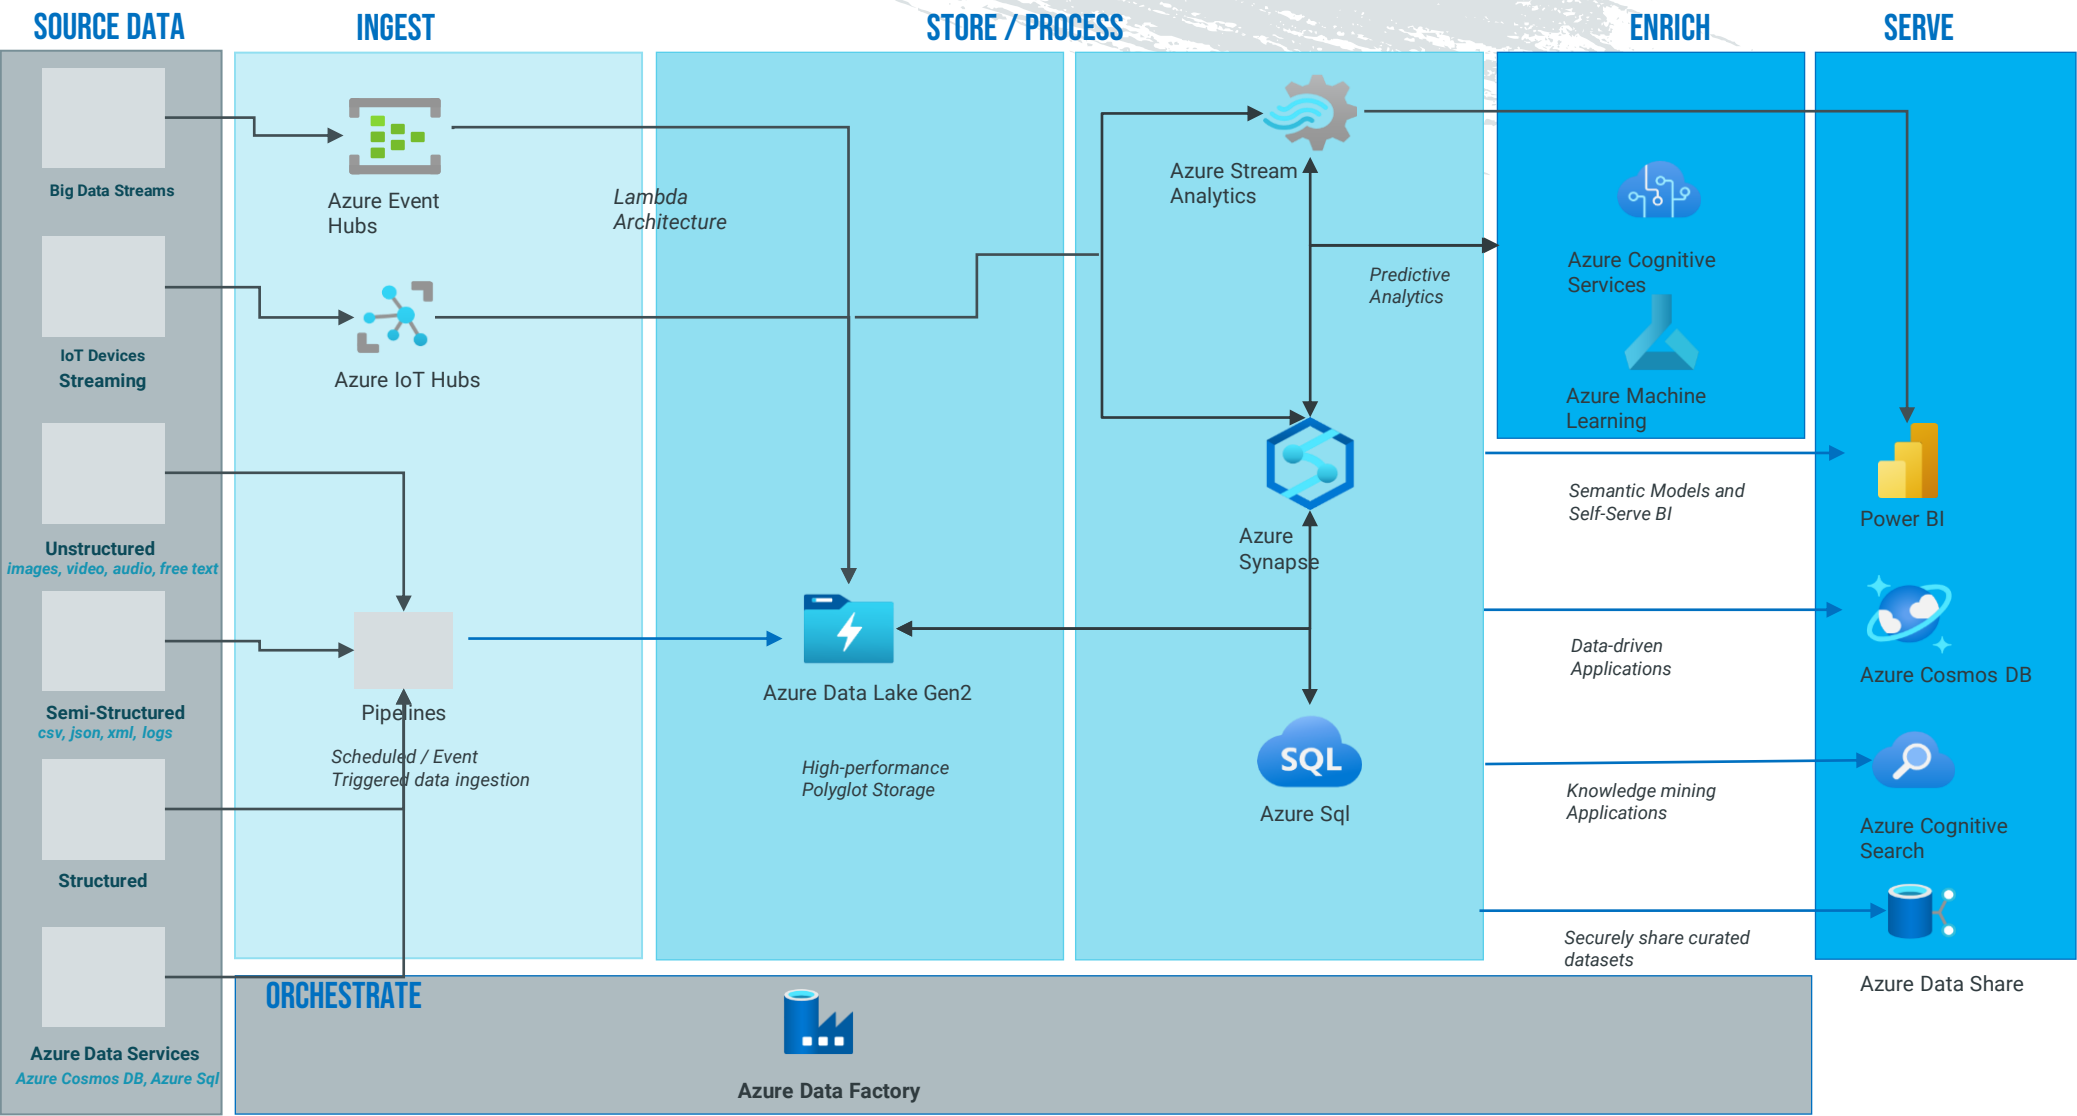 SOURCE DATA
INGEST
STORE / PROCESS
ENRICH
SERVE
Big Data Streams
IoT Devices
Streaming
Unstructured
images, video, audio, free text
Semi-Structured
csv, json, xml, logs
Structured
Azure Data Services
Azure Cosmos DB, Azure Sql
Azure Event
Hubs
Azure IoT Hubs
Pipelines
Scheduled / Event
Triggered data ingestion
Lambda
Architecture
Azure Data Lake Gen2
High-performance
Polyglot Storage
Azure Stream
Analytics
Predictive
Analytics
Azure
Synapse
SQL
Azure Sql
Azure Cognitive
Services
Azure Machine
Learning
Semantic Models and
Self-Serve BI
Data-driven
Applications
Knowledge mining
Applications
Securely share curated
datasets
Power BI
Azure Cosmos DB
Azure Cognitive
Search
Azure Data Share
ORCHESTRATE
Azure Data Factory